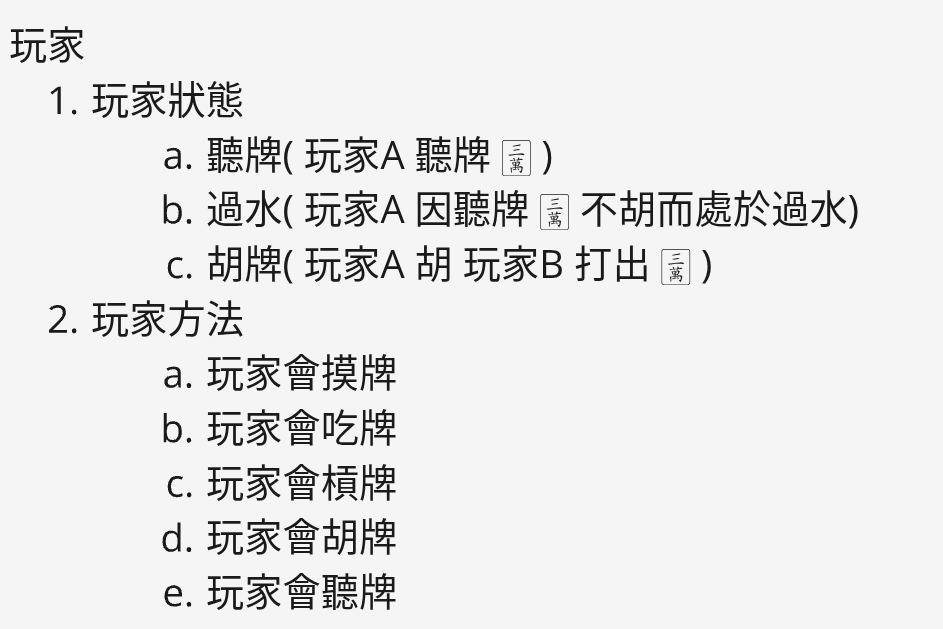 玩家
1. 玩家狀態
a. 聽牌( 玩家A 聽牌 🀉 )
b. 過水( 玩家A 因聽牌 🀉 不胡而處於過水)
c. 胡牌( 玩家A 胡 玩家B 打出 🀉 )
2. 玩家方法
a. 玩家會摸牌
b. 玩家會吃牌
c. 玩家會槓牌
d. 玩家會胡牌
e. 玩家會聽牌